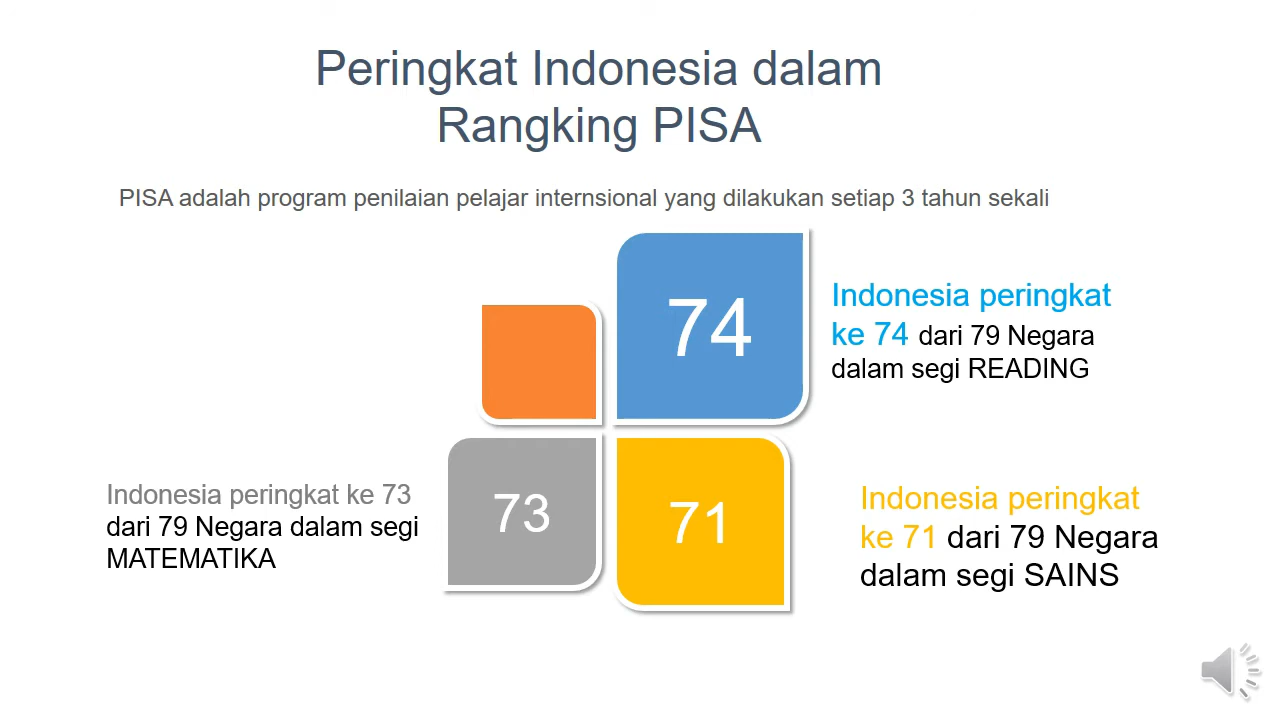 Peringkat Indonesia dalam
Rangking PISA
PISA adalah program penilaian pelajar internsional yang dilakukan setiap 3 tahun sekali
74
Indonesia peringkat
ke 74 dari 79 Negara
dalam segi READING
Indonesia peringkat ke 73
dari 79 Negara dalam segi
MATEMATIKA
73
71
Indonesia peringkat
ke 71 dari 79 Negara
dalam segi SAINS